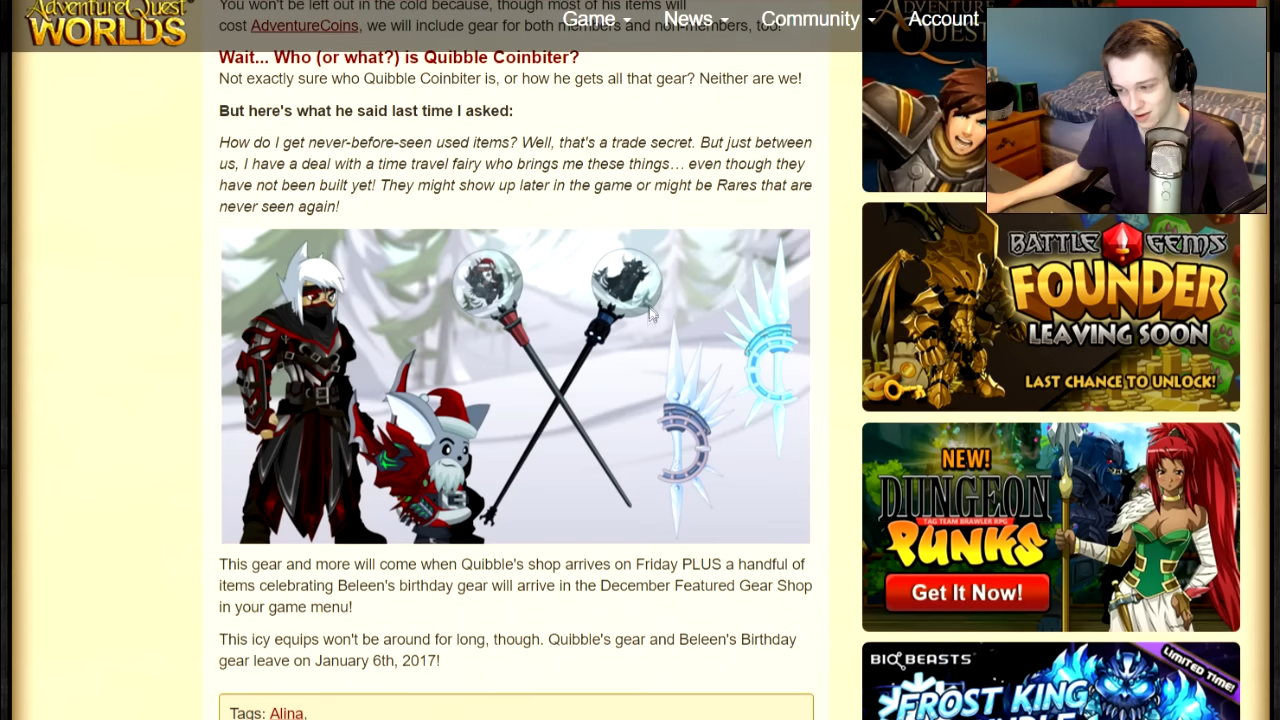 AdventureQuest
WORLDS
Game News Community Account
You won't be left out in the cold because, though most of his items will
cost AdventureCoins, we will include gear for both members and non-members, too!
Wait... Who (or what?) is Quibble Coinbiter?
Not exactly sure who Quibble Coinbiter is, or how he gets all that gear? Neither are we!
But here's what he said last time I asked:
How do I get never-before-seen used items? Well, that's a trade secret. But just between
us, I have a deal with a time travel fairy who brings me these things… even though they
have not been built yet! They might show up later in the game or might be Rares that are
never seen again!
This gear and more will come when Quibble's shop arrives on Friday PLUS a handful of
items celebrating Beleen's birthday gear will arrive in the December Featured Gear Shop
in your game menu!
This icy equips won't be around for long, though. Quibble's gear and Beleen's Birthday
gear leave on January 6th, 2017!
Tags: Alina,
BATTLE GEMS
FOUNDER
LEAVING SOON
LAST CHANCE TO UNLOCK!
NEW!
DUNGEON
TAG TEAM BRAWLER RPG
PUNKS
Get It Now!
BIOBEASTS
LIMITED TIME!
FROST KING